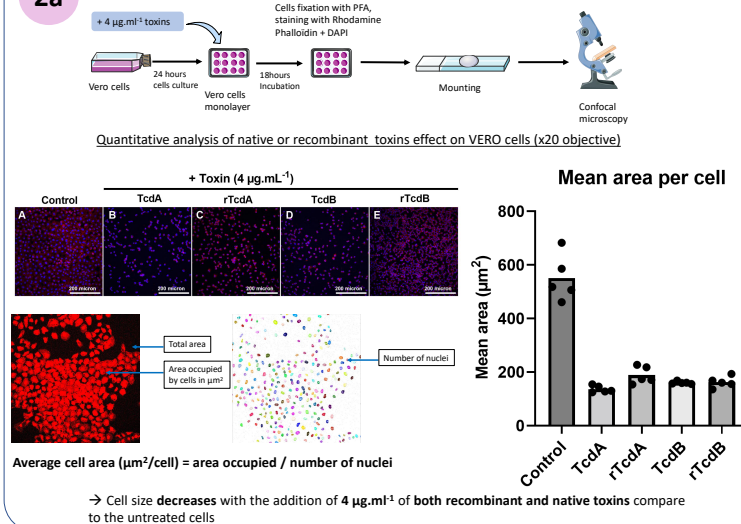 2a
+ 4 µg.ml⁻¹ toxins
Cells fixation with PFA,
staining with Rhodamine
Phalloïdin + DAPI
Vero cells
24 hours
cells culture
Vero cells
monolayer
18hours
Incubation
Mounting
Confocal
microscopy
Quantitative analysis of native or recombinant toxins effect on VERO cells (x20 objective)
+ Toxin (4 µg.mL⁻¹)
Control
TcdA
rTcdA
TcdB
rTcdB
A
B
C
D
E
200 micron
200 micron
200 micron
200 micron
200 micron
Total area
Area occupied
by cells in µm²
Number of nuclei
Average cell area (µm²/cell) = area occupied / number of nuclei
Mean area per cell
Mean area (µm²)
800
600
400
200
0
Control
TcdA
rTcdA
TcdB
rTcdB
→ Cell size decreases with the addition of 4 µg.ml⁻¹ of both recombinant and native toxins compare
to the untreated cells